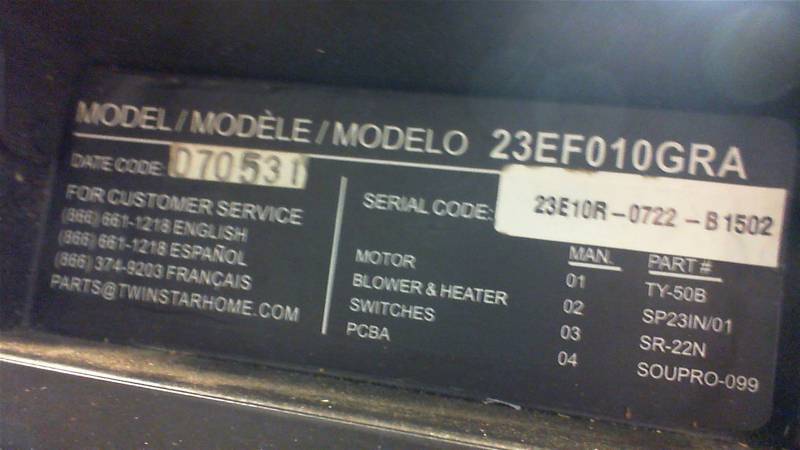 MODEL / MODÈLE / MODELO 23EF010GRA
DATE CODE: 070531
FOR CUSTOMER SERVICE
(866) 661-1218 ENGLISH
(866) 661-1218 ESPAÑOL
(866) 374-9203 FRANÇAIS
PARTS@TWINSTARHOME.COM
SERIAL CODE: 23E10R-0722-B1502
MAN. PART #
MOTOR 01 TY-50B
BLOWER & HEATER 02 SP23IN/01
SWITCHES 03 SR-22N
PCBA 04 SOUPRO-099